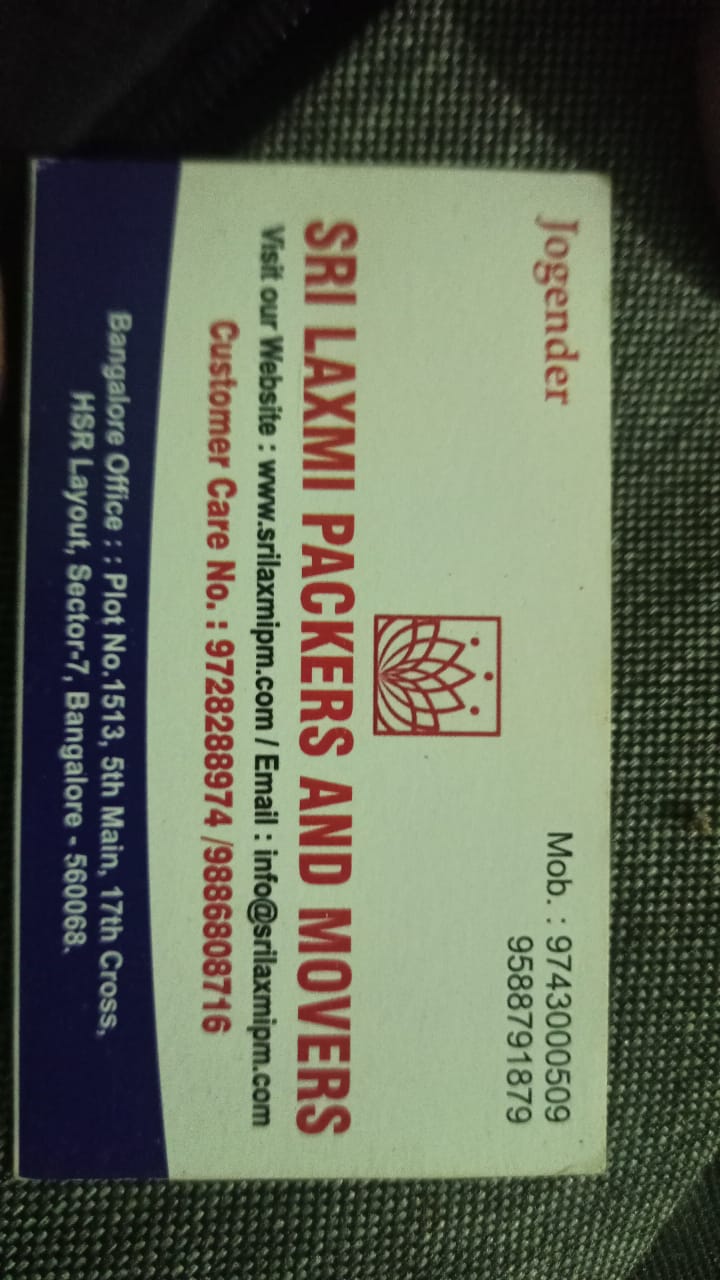 Jogender
Mob. : 9743000509
9588791879
SRI LAXMI PACKERS AND MOVERS
Visit our Website : www.srilaxmipm.com / Email : info@srilaxmipm.com
Customer Care No. : 9728288974 /9886808716
Bangalore Office : : Plot No.1513, 5th Main, 17th Cross,
HSR Layout, Sector-7, Bangalore - 560068.